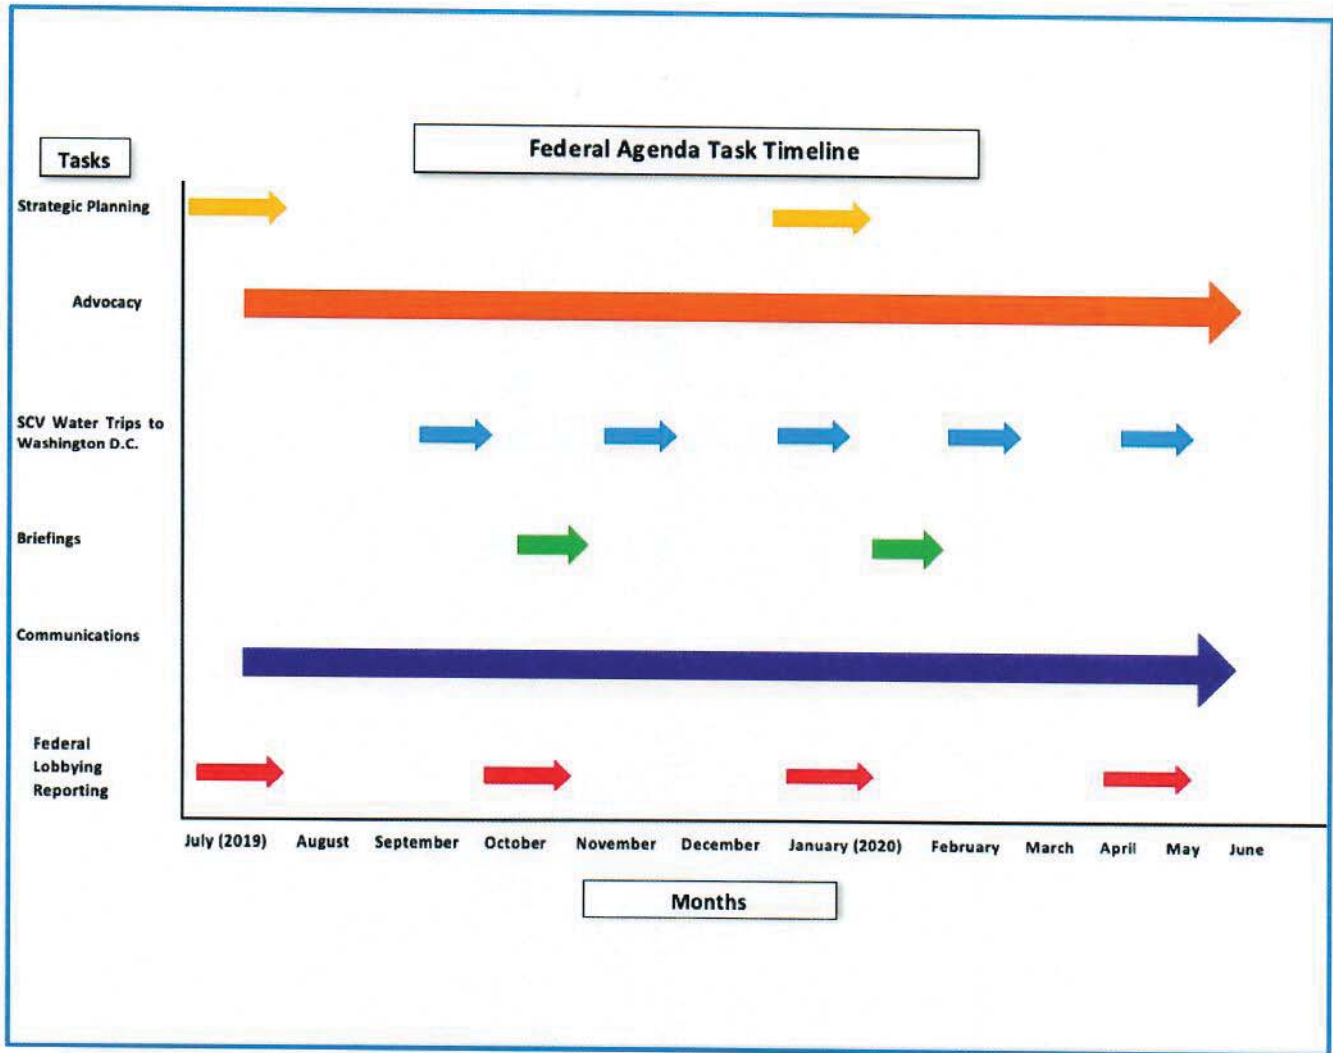 Federal Agenda Task Timeline
Tasks
Strategic Planning
Advocacy
SCV Water Trips to
Washington D.C.
Briefings
Communications
Federal
Lobbying
Reporting
July (2019) August September October November December January (2020) February March April May June
Months